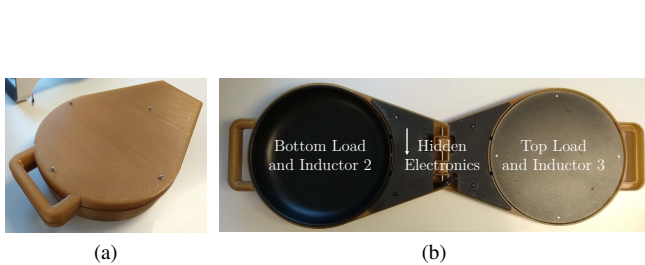 Bottom Load
and Inductor 2
Hidden
Electronics
Top Load
and Inductor 3
(a)
(b)